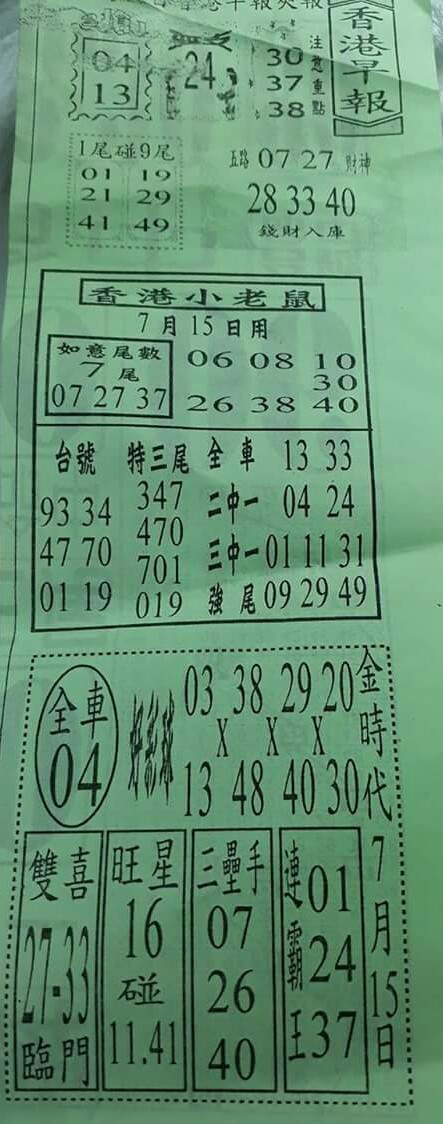 香港早報
注意重點
30
37
38
24
04
13
1尾碰9尾
01 19
21 29
41 49
五路 07 27 財神
28 33 40
錢財入庫
香港小老鼠
7月15日用
如意尾數
7尾
07 27 37
06 08 10
30
26 38 40
台號
93 34
47 70
01 19
特三尾
347
470
701
019
全車 13 33
二中一 04 24
三中一 01 11 31
強尾 09 29 49
金時代
7月15日
全車
04
好彩球
03 38 29 20
X X X
13 48 40 30
雙喜
27-33
臨門
旺星
16
碰
11.41
三壘手
07
26
40
連霸王
01
24
37